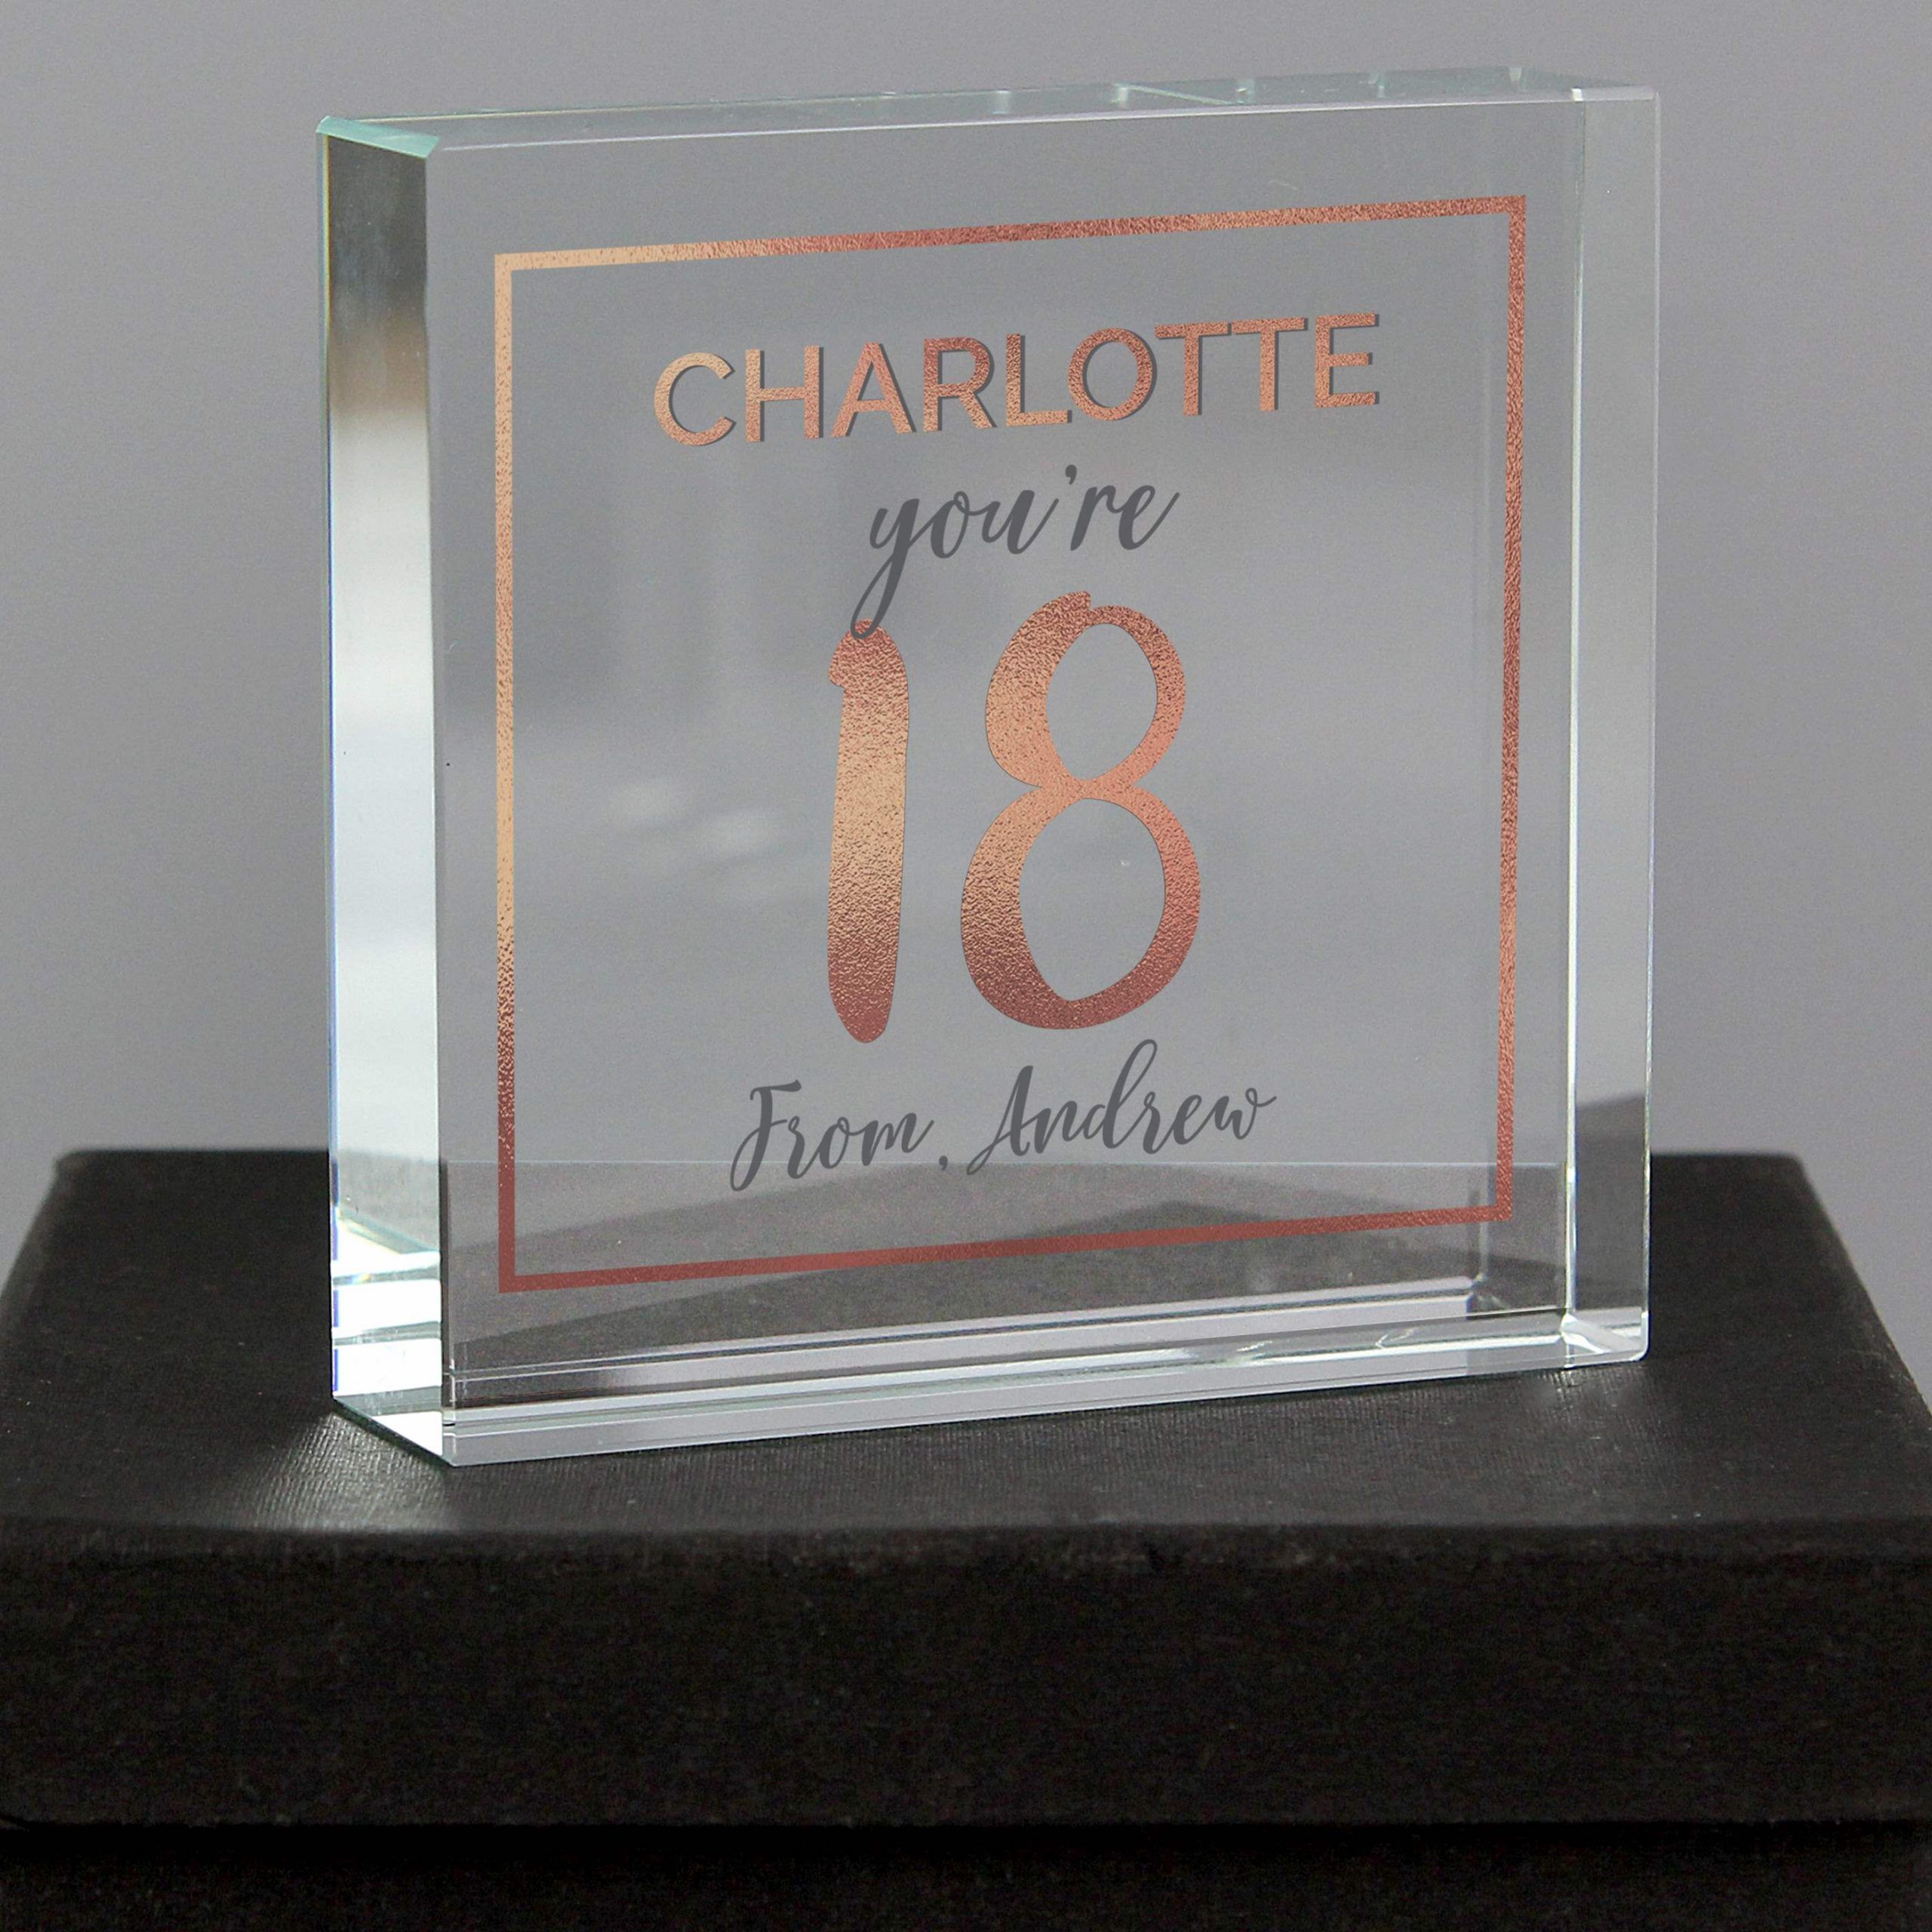 CHARLOTTE
you're
18
From, Andrew